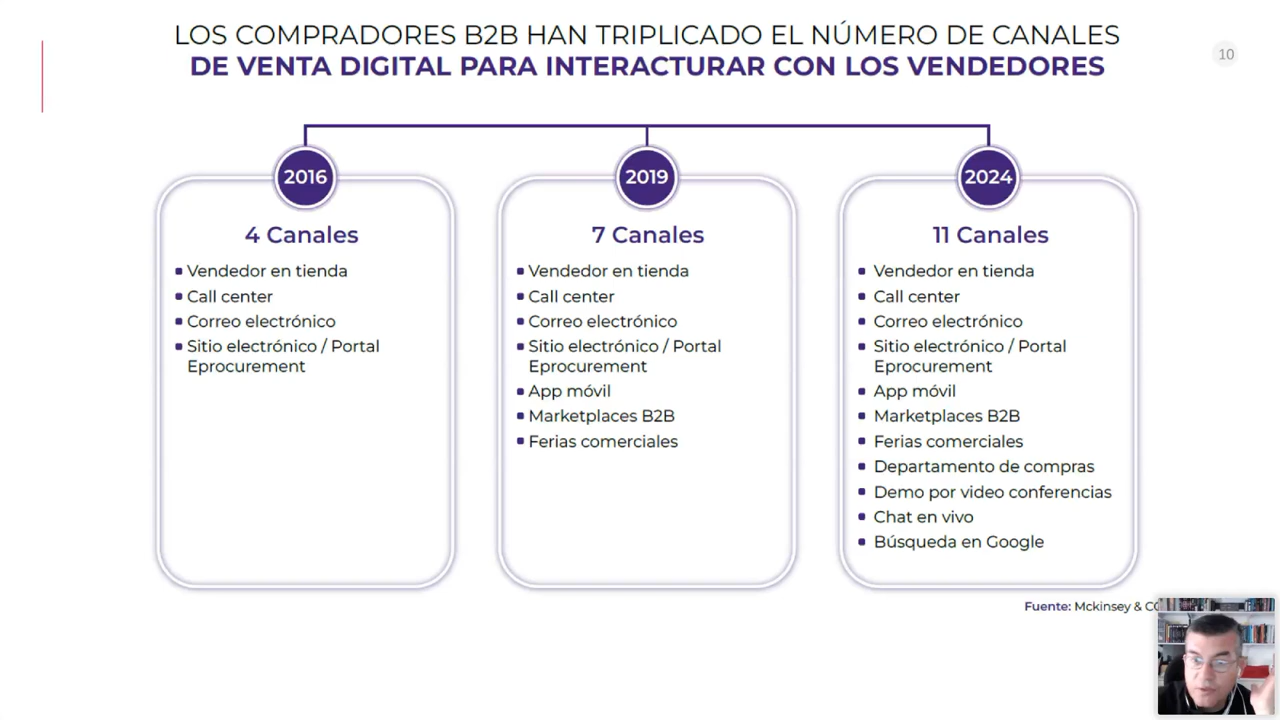 LOS COMPRADORES B2B HAN TRIPLICADO EL NÚMERO DE CANALES
DE VENTA DIGITAL PARA INTERACTURAR CON LOS VENDEDORES
10
2016
4 Canales
Vendedor en tienda
Call center
Correo electrónico
Sitio electrónico / Portal
Eprocurement
2019
7 Canales
Vendedor en tienda
Call center
Correo electrónico
Sitio electrónico / Portal
Eprocurement
App móvil
Marketplaces B2B
Ferias comerciales
2024
11 Canales
Vendedor en tienda
Call center
Correo electrónico
Sitio electrónico / Portal
Eprocurement
App móvil
Marketplaces B2B
Ferias comerciales
Departamento de compras
Demo por video conferencias
Chat en vivo
Búsqueda en Google
Fuente: Mckinsey &